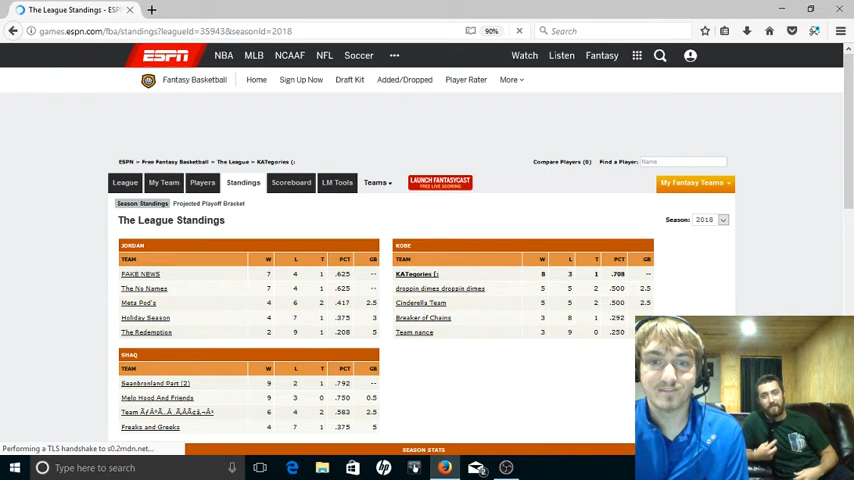 The League Standings - ESPN
games.espn.com/fba/standings?leagueId=35943&seasonId=2018 90% Search
ESPN NBA MLB NCAAF NFL Soccer ••• Watch Listen Fantasy
Fantasy Basketball Home Sign Up Now Draft Kit Added/Dropped Player Rater More
ESPN > Free Fantasy Basketball > The League > KATegories (: Compare Players (0) Find a Player: Name
League My Team Players Standings Scoreboard LM Tools Teams LAUNCH FANTASYCAST My Fantasy Teams
FREE LIVE SCORING
Season Standings Projected Playoff Bracket
The League Standings Season: 2018
JORDAN
TEAM W L T PCT GB
FAKE NEWS 7 4 1 .625 --
The No Names 7 4 1 .625 --
Meta Pod's 4 6 2 .417 2.5
Holiday Season 4 7 1 .375 3
The Redemption 2 9 1 .208 5
KOBE
TEAM W L T PCT GB
KATegories (: 8 3 1 .708 --
droppin dimes droppin dimes 5 5 2 .500 2.5
Cinderella Team 5 5 2 .500 2.5
Breaker of Chains 3 8 1 .292
Team nance 3 9 0 .250
SHAQ
TEAM W L T PCT GB
Seanbronland Part (2) 9 2 1 .792 --
Melo Hood And Friends 9 3 0 .750 0.5
Team 6 4 2 .583 2.5
Freaks and Greeks 4 7 1 .375 5
SEASON STATS
Performing a TLS handshake to s0.2mdn.net...
Type here to search